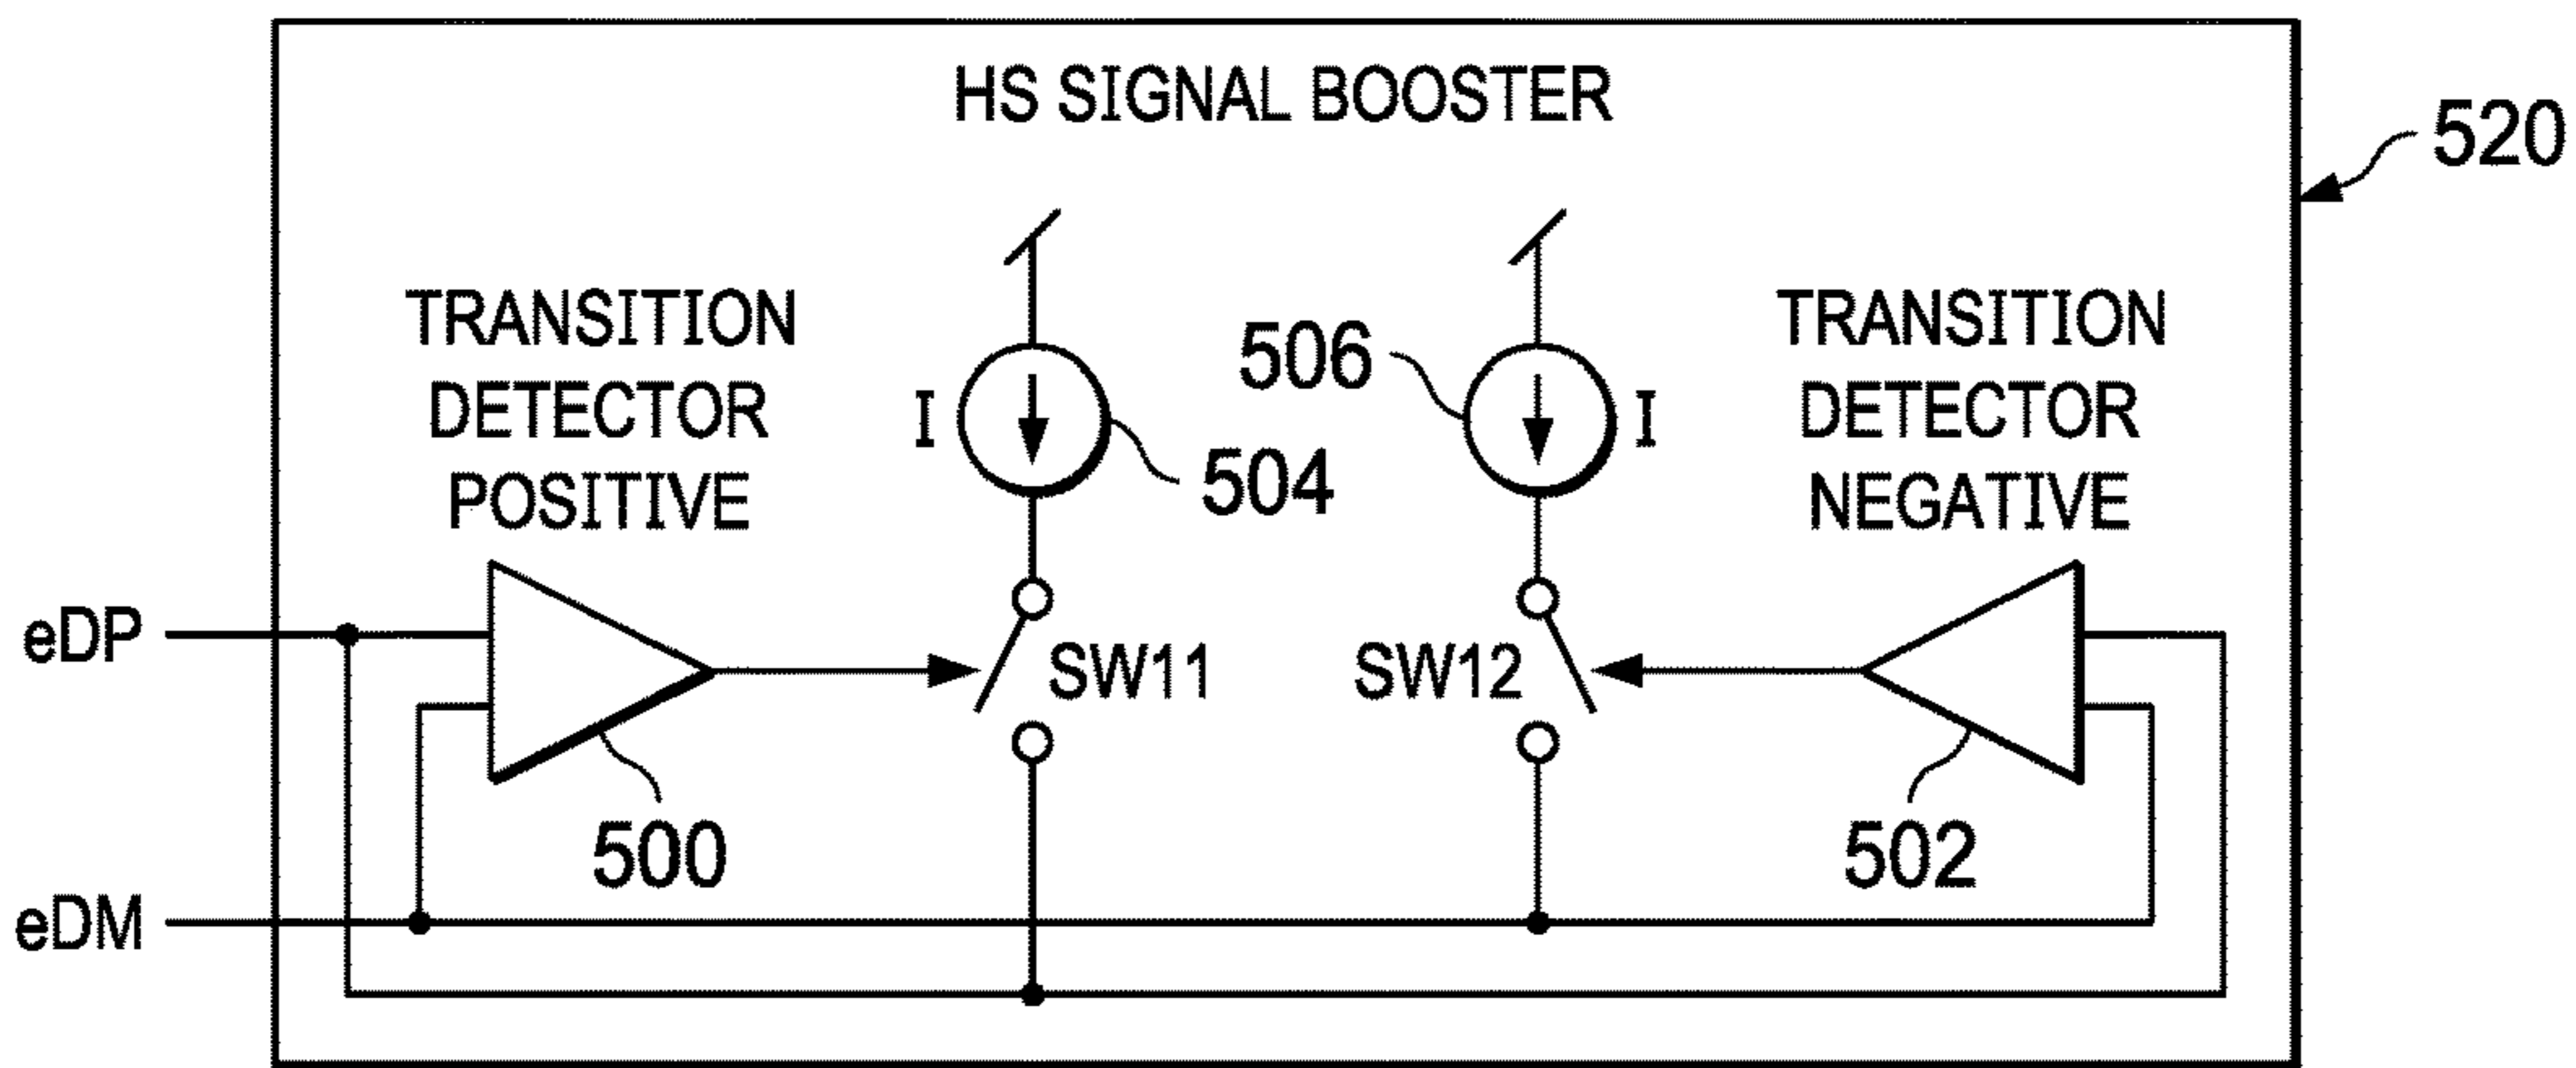 HS SIGNAL BOOSTER
520
TRANSITION
DETECTOR
POSITIVE
I
504
506
I
TRANSITION
DETECTOR
NEGATIVE
eDP
SW11
SW12
500
502
eDM